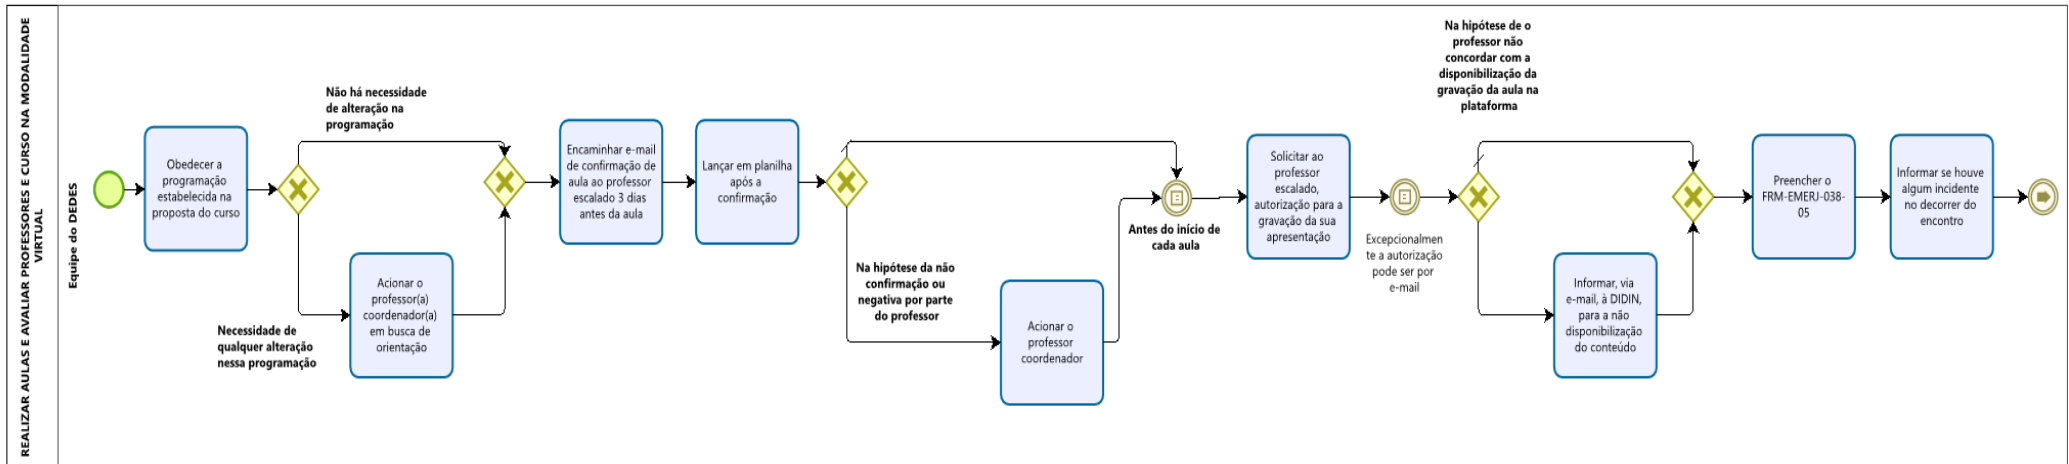 REALIZAR AULAS E AVALIAR PROFESSORES E CURSO NA MODALIDADE
VIRTUAL
Equipe do DEDES
Obedecer a
programação
estabelecida na
proposta do curso
Não há necessidade
de alteração na
programação
Necessidade de
qualquer alteração
nessa programação
Acionar o
professor(a)
coordenador(a)
em busca de
orientação
Encaminhar e-mail
de confirmação de
aula ao professor
escalado 3 dias
antes da aula
Lançar em planilha
após a
confirmação
Na hipótese da não
confirmação ou
negativa por parte
do professor
Acionar o
professor
coordenador
Antes do início de
cada aula
Solicitar ao
professor
escalado,
autorização para a
gravação da sua
apresentação
Excepcionalmen
te a autorização
pode ser por
e-mail
Na hipótese de o
professor não
concordar com a
disponibilização da
gravação da aula na
plataforma
Informar, via
e-mail, à DIDIN,
para a não
disponibilização
do conteúdo
Preencher o
FRM-EMERJ-038-
05
Informar se houve
algum incidente
no decorrer do
encontro